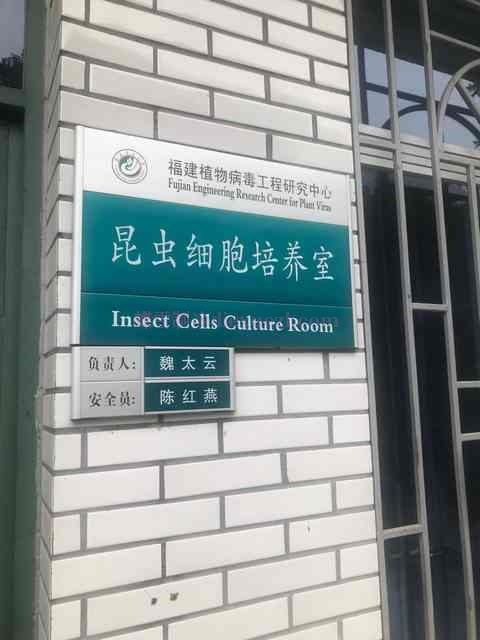 福建植物病毒工程研究中心
Fujian Engineering Research Center for Plant Virus
昆虫细胞培养室
Insect Cells Culture Room
负责人: 魏太云
安全员: 陈红燕